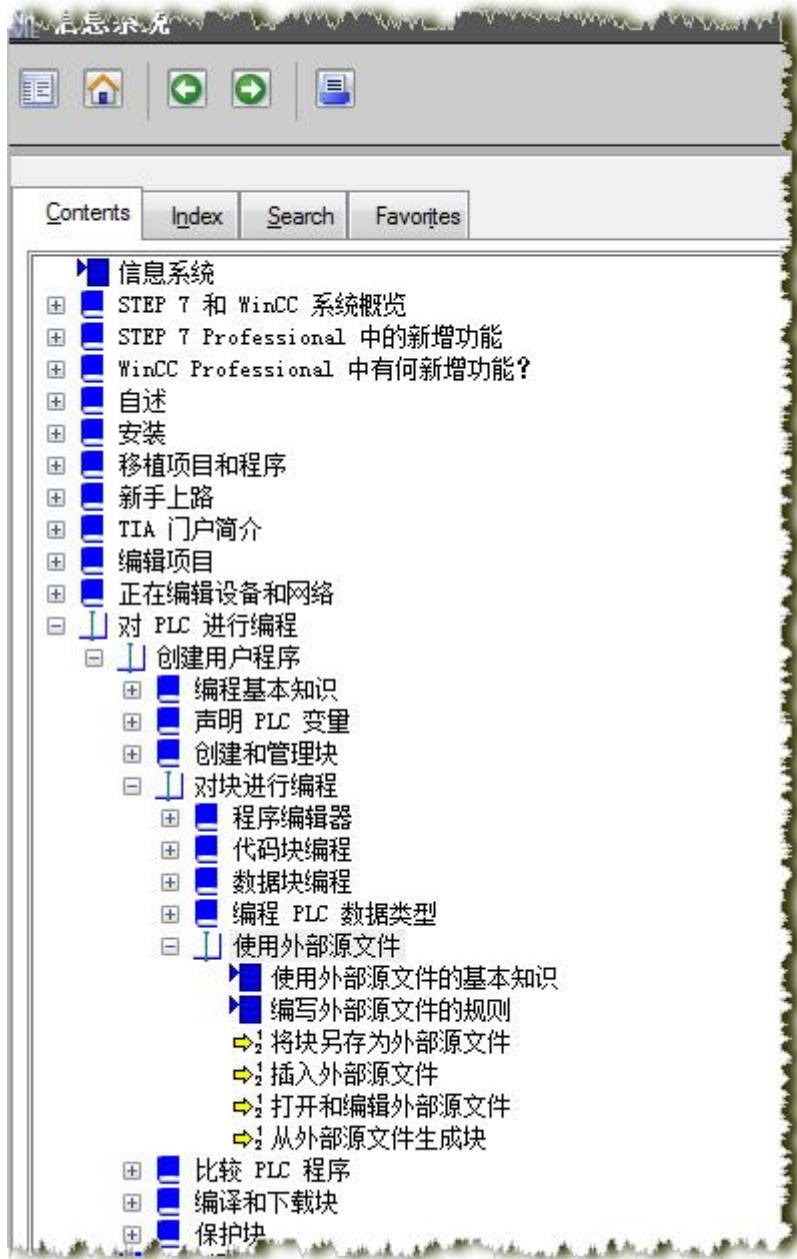 信息系统
Contents
Index
Search
Favorites
信息系统
STEP 7 和 WinCC 系统概览
STEP 7 Professional 中的新增功能
WinCC Professional 中有何新增功能?
自述
安装
移植项目和程序
新手上路
TIA 门户简介
编辑项目
正在编辑设备和网络
对 PLC 进行编程
创建用户程序
编程基本知识
声明 PLC 变量
创建和管理块
对块进行编程
程序编辑器
代码块编程
数据块编程
编程 PLC 数据类型
使用外部源文件
使用外部源文件的基本知识
编写外部源文件的规则
将块另存为外部源文件
插入外部源文件
打开和编辑外部源文件
从外部源文件生成块
比较 PLC 程序
编译和下载块
保护块